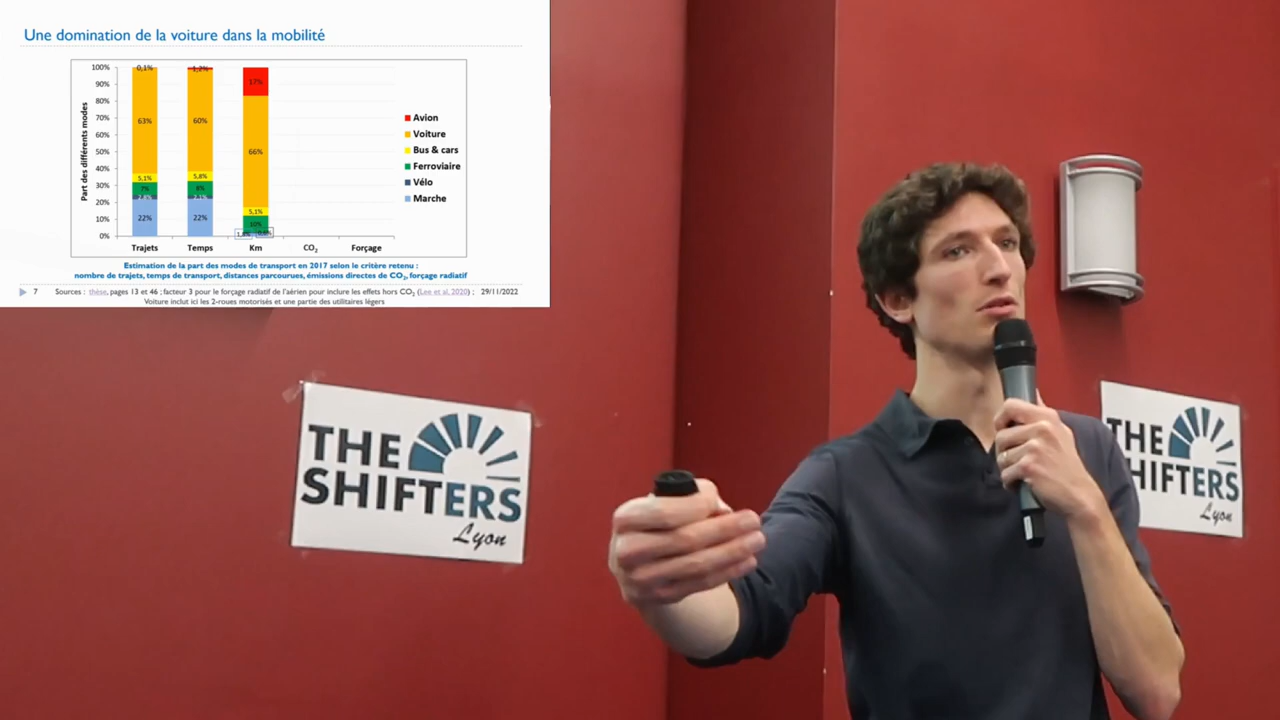 Une domination de la voiture dans la mobilité
100%
90%
80%
70%
60%
50%
40%
30%
20%
10%
0%
Part des différents modes
0,1%
63%
5,1%
7%
2,6%
22%
1,2%
60%
5,8%
8%
2,1%
22%
17%
66%
5,1%
10%
Trajets
Temps
Km
CO₂
Forçage
Avion
Voiture
Bus & cars
Ferroviaire
Vélo
Marche
Estimation de la part des modes de transport en 2017 selon le critère retenu :
nombre de trajets, temps de transport, distances parcourues, émissions directes de CO₂, forçage radiatif
7 Sources : thèse, pages 13 et 46 ; facteur 3 pour le forçage radiatif de l'aérien pour inclure les effets hors CO₂ (Lee et al, 2020) ; 29/11/2022
Voiture inclut ici les 2-roues motorisés et une partie des utilitaires légers
THE
SHIFTERS
Lyon
THE
SHIFTERS
Lyon